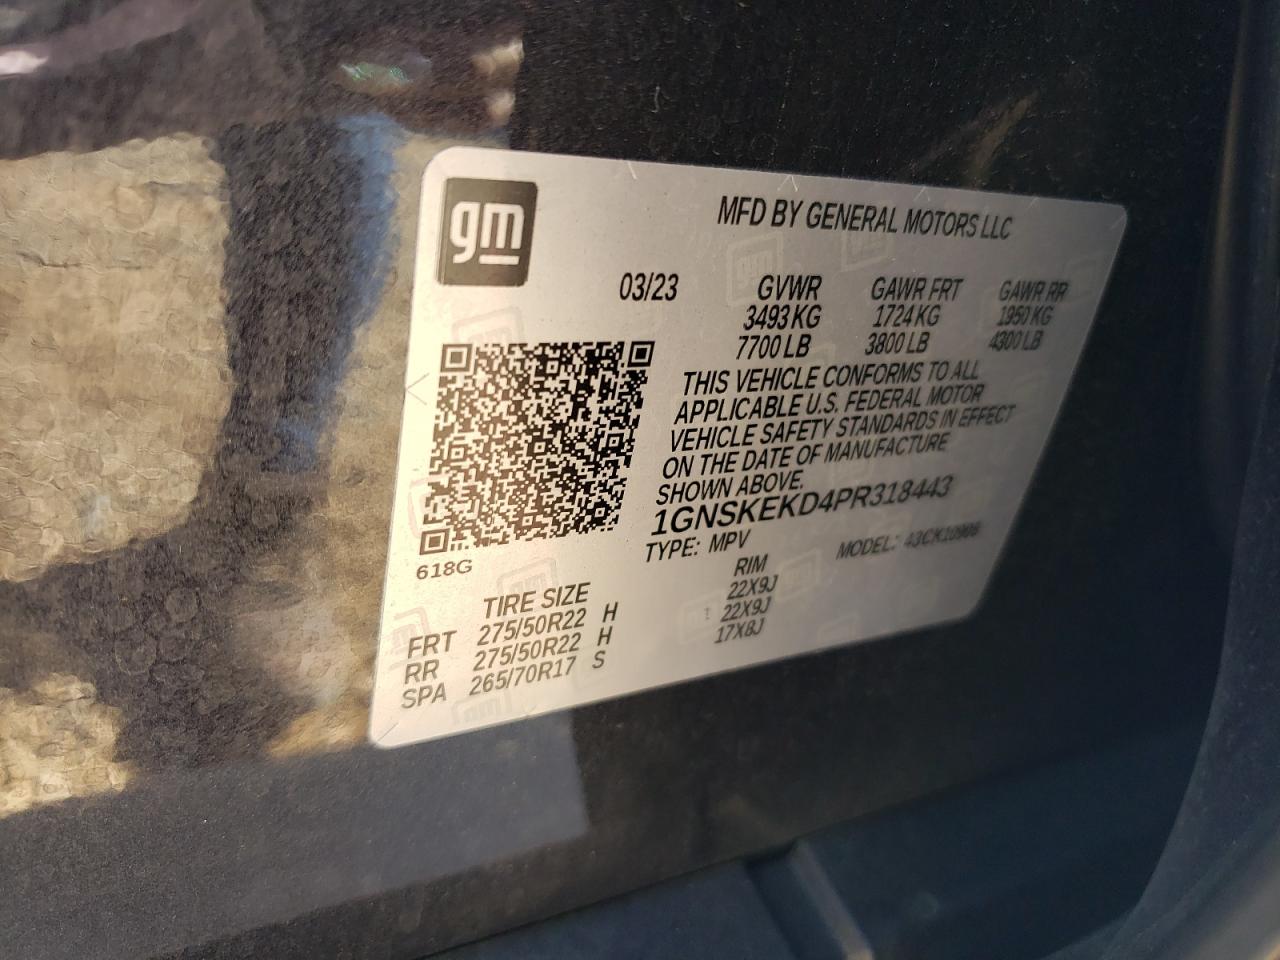 gm
MFD BY GENERAL MOTORS LLC
03/23 GVWR GAWR FRT GAWR RR
3493 KG 1724 KG 1950 KG
7700 LB 3800 LB 4300 LB
THIS VEHICLE CONFORMS TO ALL
APPLICABLE U.S. FEDERAL MOTOR
VEHICLE SAFETY STANDARDS IN EFFECT
ON THE DATE OF MANUFACTURE
SHOWN ABOVE.
1GNSKEKD4PR318443
TYPE: MPV MODEL:
618G
TIRE SIZE RIM
FRT 275/50R22 H 22X9J
RR 275/50R22 H 22X9J
SPA 265/70R17 S 17X8J